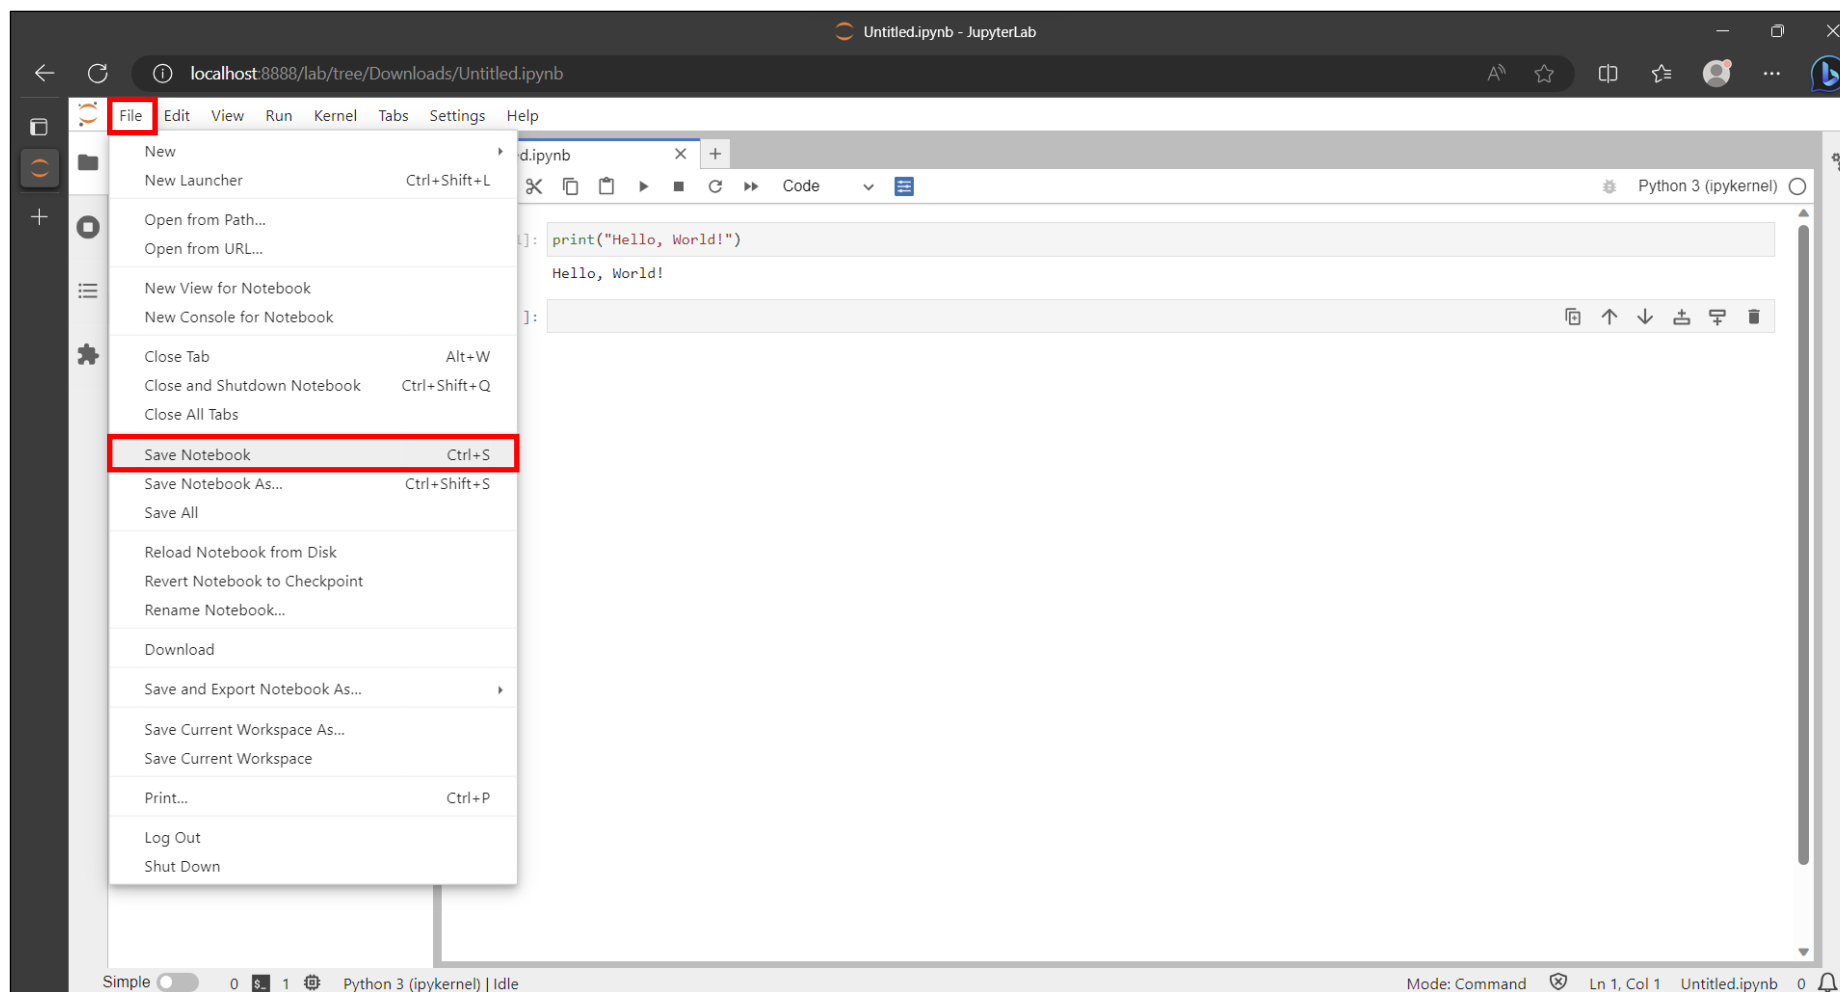 Untitled.ipynb - JupyterLab
localhost:8888/lab/tree/Downloads/Untitled.ipynb
File Edit View Run Kernel Tabs Settings Help
New
New Launcher Ctrl+Shift+L
Open from Path...
Open from URL...
New View for Notebook
New Console for Notebook
Close Tab Alt+W
Close and Shutdown Notebook Ctrl+Shift+Q
Close All Tabs
Save Notebook Ctrl+S
Save Notebook As... Ctrl+Shift+S
Save All
Reload Notebook from Disk
Revert Notebook to Checkpoint
Rename Notebook...
Download
Save and Export Notebook As...
Save Current Workspace As...
Save Current Workspace
Print... Ctrl+P
Log Out
Shut Down
d.ipynb
Code Python 3 (ipykernel)
]: print("Hello, World!")
Hello, World!
]:
Simple 0 1 Python 3 (ipykernel) | Idle Mode: Command Ln 1, Col 1 Untitled.ipynb 0